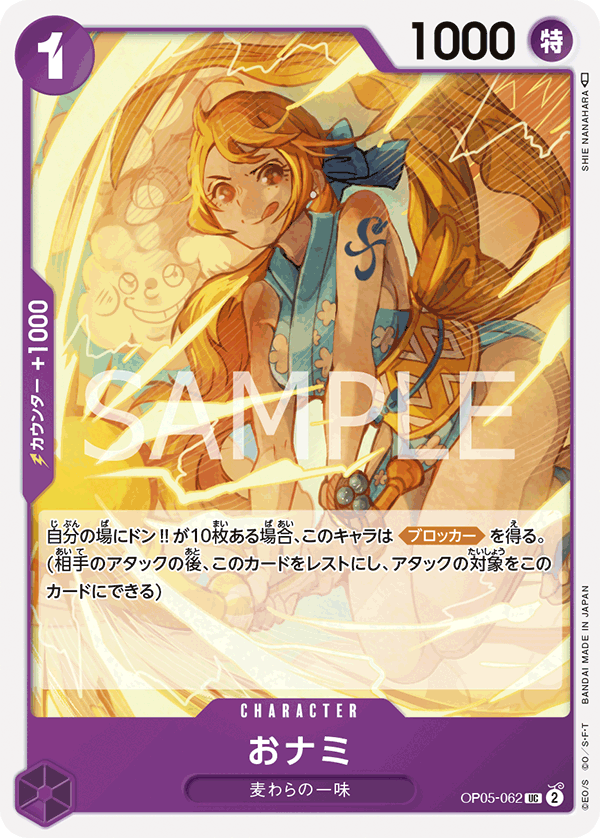 1
1000 特
SHIE NANAHARA
カウンター +1000
SAMPLE
自分の場にドン!!が10枚ある場合、このキャラは ブロッカー を得る。
(相手のアタックの後、このカードをレストにし、アタックの対象をこの
カードにできる)
CHARACTER
おナミ
麦わらの一味
OP05-062 UC 2
©E.O/S ©O/S・F・T BANDAI MADE IN JAPAN